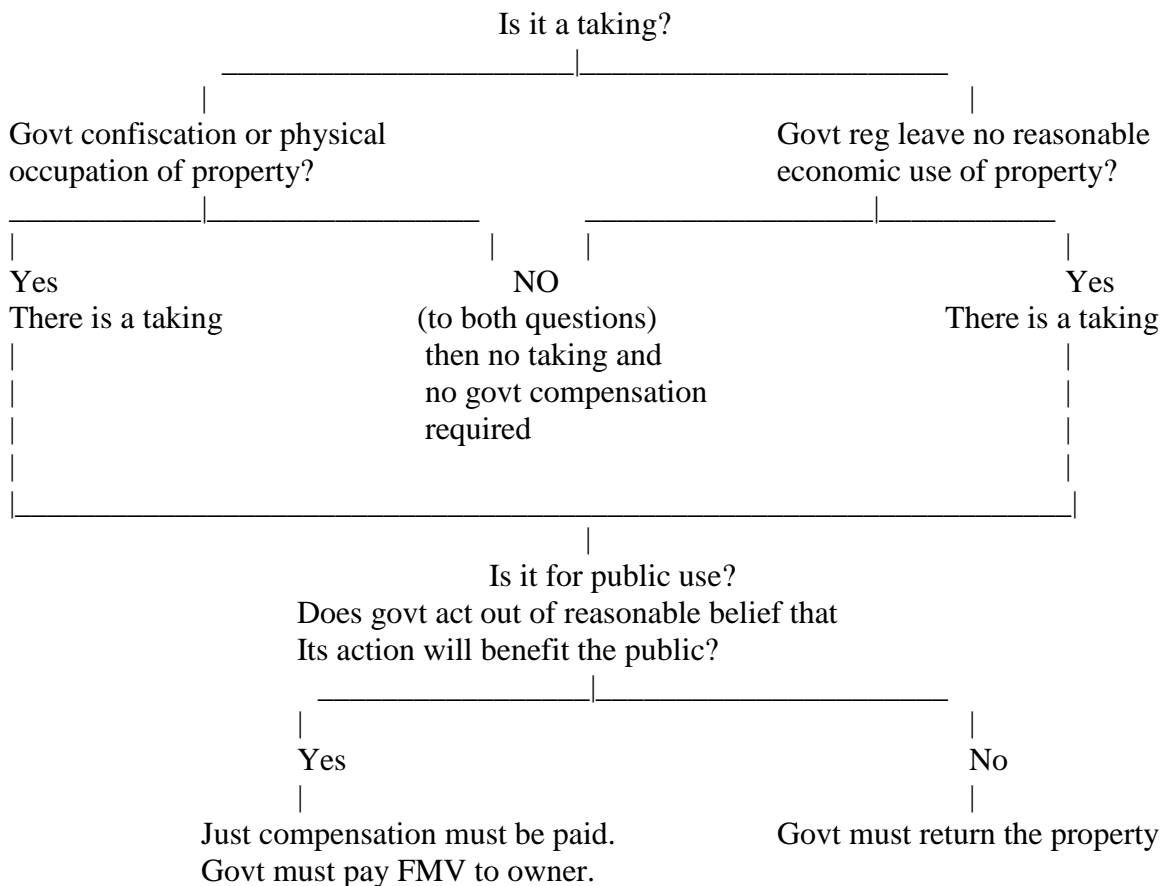 Is it a taking?
Govt confiscation or physical
occupation of property?
Govt reg leave no reasonable
economic use of property?
Yes
There is a taking
NO
(to both questions)
then no taking and
no govt compensation
required
Yes
There is a taking
Is it for public use?
Does govt act out of reasonable belief that
Its action will benefit the public?
Yes
Just compensation must be paid.
Govt must pay FMV to owner.
No
Govt must return the property